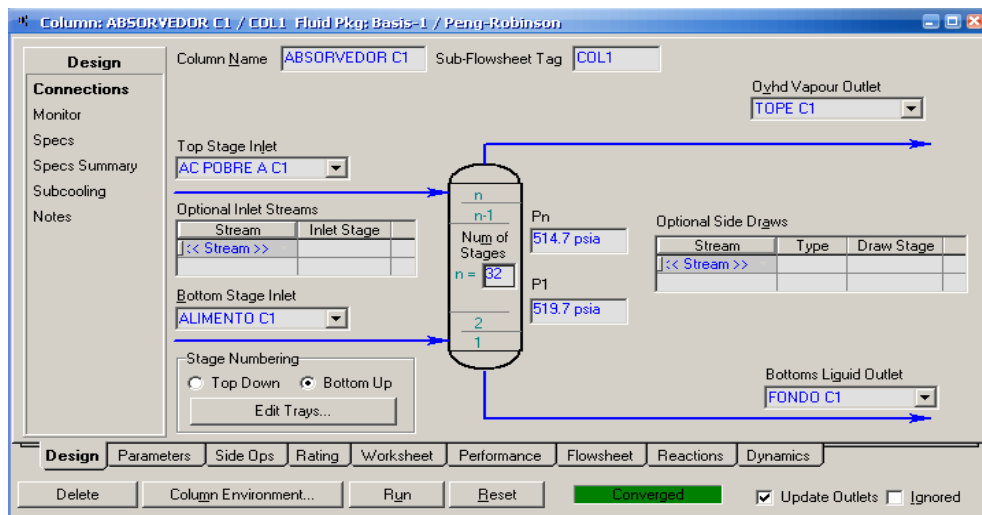 Column: ABSORVEDOR C1 / COL1 Fluid Pkg: Basis-1 / Peng-Robinson
Design
Connections
Monitor
Specs
Specs Summary
Subcooling
Notes
Column Name ABSORVEDOR C1 Sub-Flowsheet Tag COL1
Ovhd Vapour Outlet
TOPE C1
Top Stage Inlet
AC POBRE A C1
Optional Inlet Streams
Stream Inlet Stage
<< Stream >>
Bottom Stage Inlet
ALIMENTO C1
Stage Numbering
Top Down Bottom Up
Edit Trays...
n
n-1
Num of
Stages
n = 32
2
1
Pn
514.7 psia
P1
519.7 psia
Optional Side Draws
Stream Type Draw Stage
<< Stream >>
Bottoms Liquid Outlet
FONDO C1
Design Parameters Side Ops Rating Worksheet Performance Flowsheet Reactions Dynamics
Delete Column Environment... Run Reset Converged Update Outlets Ignored